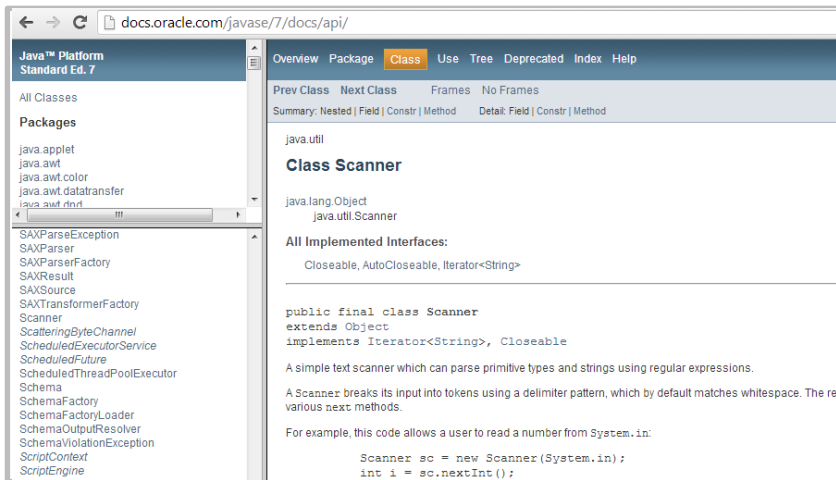 docs.oracle.com/javase/7/docs/api/
Java™ Platform
Standard Ed. 7
All Classes
Packages
java.applet
java.awt
java.awt.color
java.awt.datatransfer
java.awt.dnd
SAXParseException
SAXParser
SAXParserFactory
SAXResult
SAXSource
SAXTransformerFactory
Scanner
ScatteringByteChannel
ScheduledExecutorService
ScheduledFuture
ScheduledThreadPoolExecutor
Schema
SchemaFactory
SchemaFactoryLoader
SchemaOutputResolver
SchemaViolationException
ScriptContext
ScriptEngine
Overview Package Class Use Tree Deprecated Index Help
Prev Class Next Class Frames No Frames
Summary: Nested | Field | Constr | Method Detail: Field | Constr | Method
java.util
Class Scanner
java.lang.Object
java.util.Scanner
All Implemented Interfaces:
Closeable, AutoCloseable, Iterator<String>
public final class Scanner
extends Object
implements Iterator<String>, Closeable
A simple text scanner which can parse primitive types and strings using regular expressions.
A Scanner breaks its input into tokens using a delimiter pattern, which by default matches whitespace. The re
various next methods.
For example, this code allows a user to read a number from System.in:
Scanner sc = new Scanner(System.in);
int i = sc.nextInt();